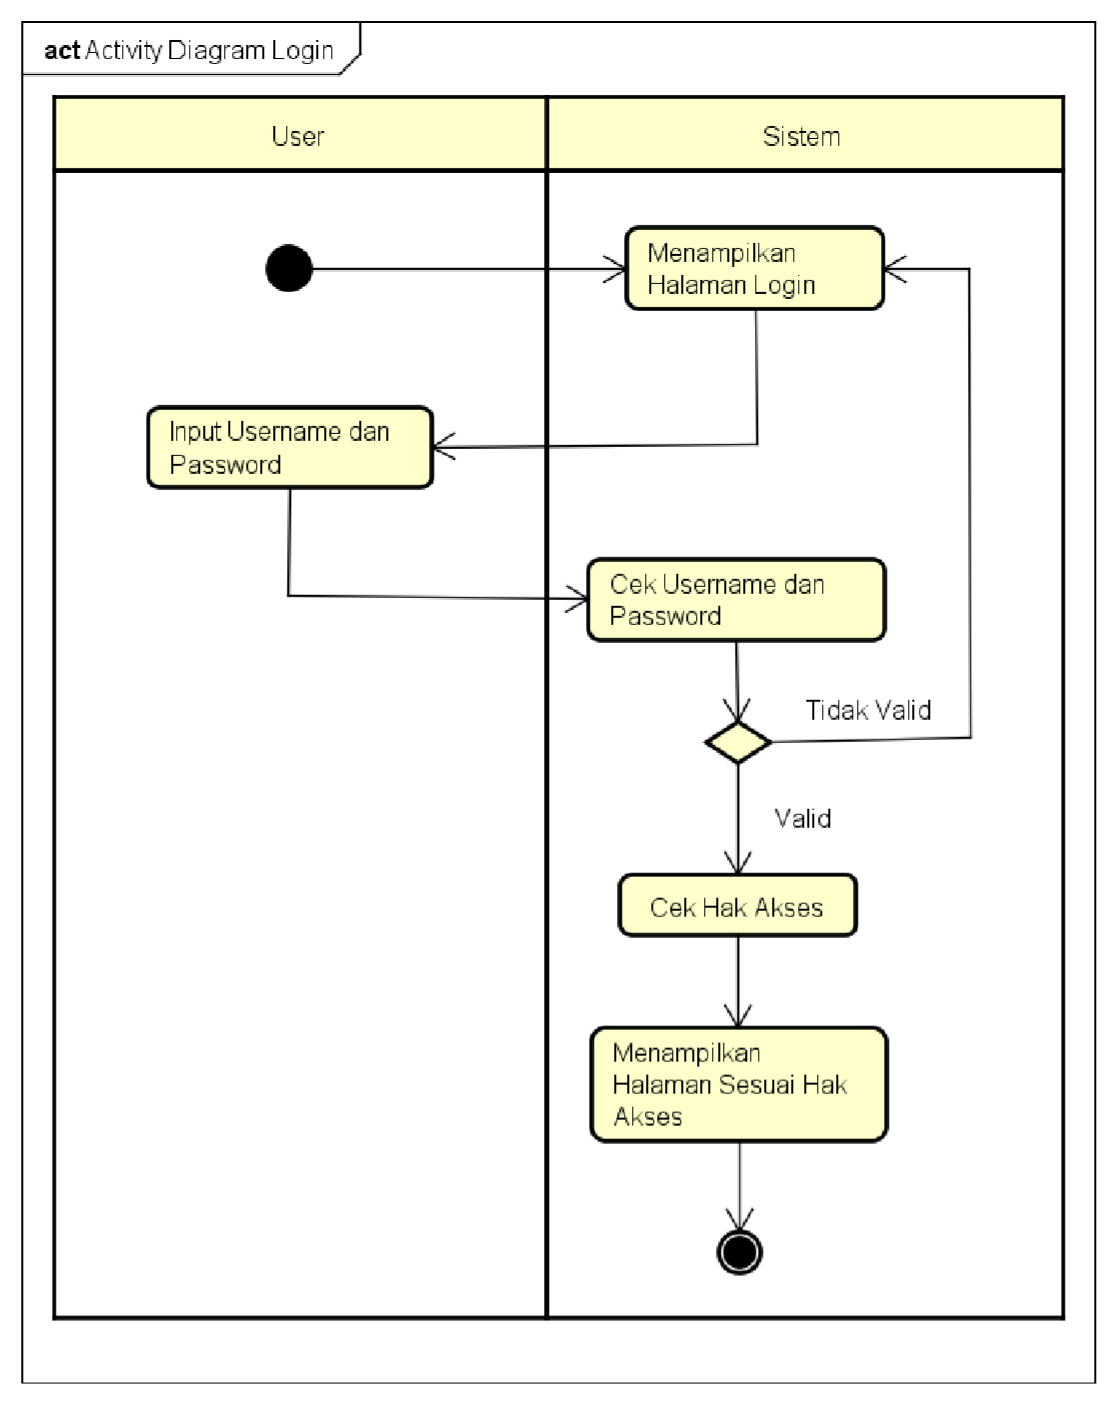 act Activity Diagram Login
User
Sistem
Menampilkan
Halaman Login
Input Username dan
Password
Cek Username dan
Password
Tidak Valid
Valid
Cek Hak Akses
Menampilkan
Halaman Sesuai Hak
Akses